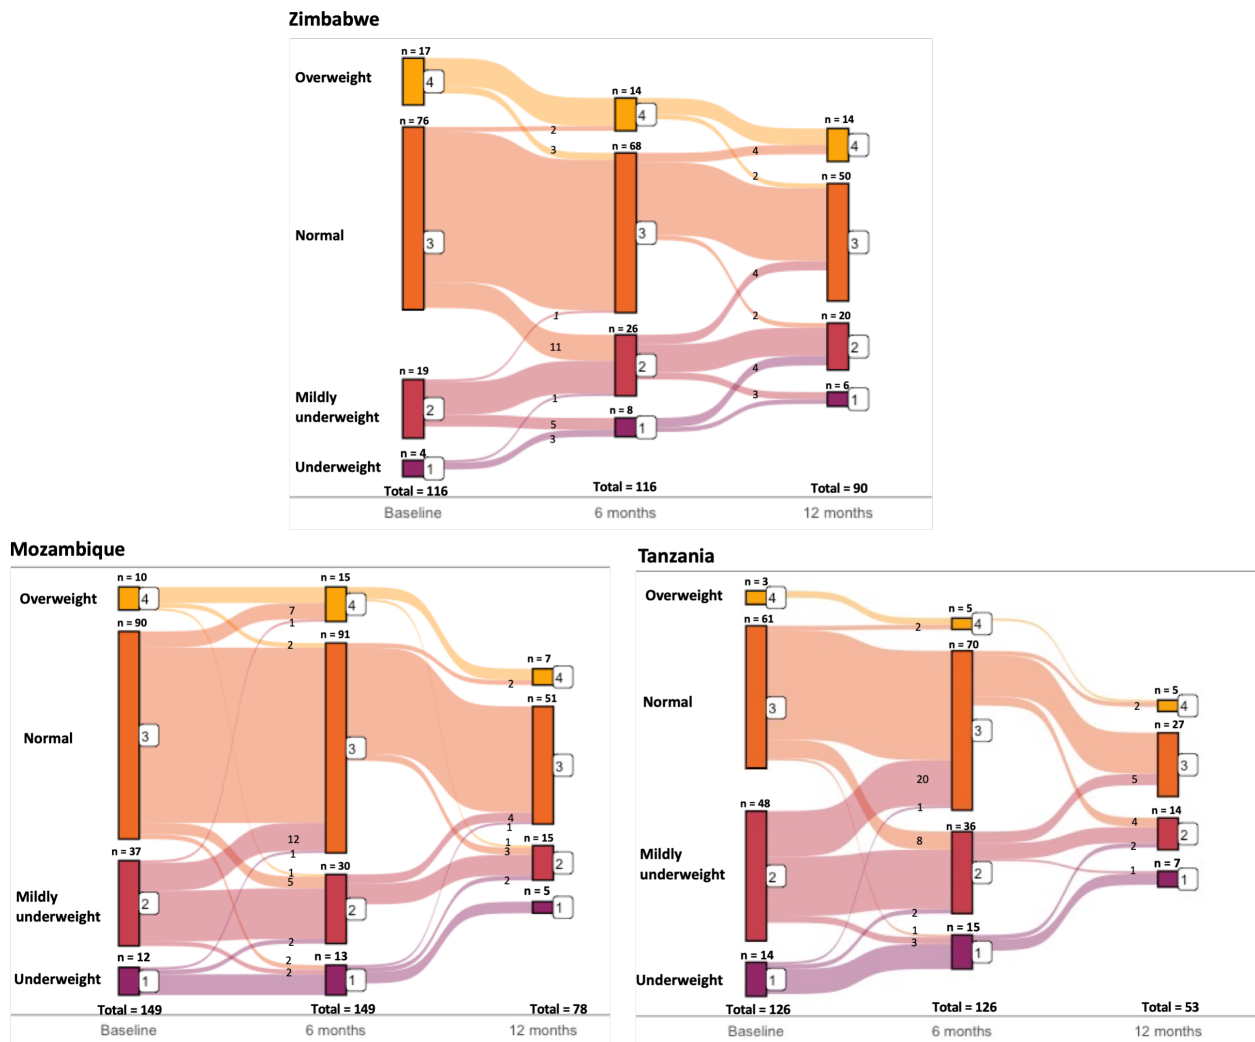 Zimbabwe
n = 17
Overweight
4
n = 14
4
n = 14
4
n = 76
2
3
n = 68
4
2
n = 50
Normal
3
3
3
1
11
4
2
n = 26
n = 20
2
2
n = 19
Mildly
underweight
2
1
4
3
n = 6
1
5
3
n = 8
1
n = 4
Underweight
1
Total = 116
Total = 116
Total = 90
Baseline
6 months
12 months
Mozambique
n = 10
Overweight
4
n = 15
4
7
1
2
n = 90
n = 91
n = 7
4
2
n = 51
Normal
3
3
3
12
1
4
1
n = 37
1
5
n = 30
1
3
n = 15
2
Mildly
underweight
2
2
2
n = 5
1
2
n = 12
2
2
n = 13
Underweight
1
1
Total = 149
Total = 149
Total = 78
Baseline
6 months
12 months
Tanzania
n = 3
Overweight
4
n = 5
4
2
n = 61
n = 70
n = 5
4
2
Normal
3
3
n = 27
3
20
1
5
n = 48
8
n = 36
4
n = 14
2
2
Mildly
underweight
2
2
1
n = 7
1
2
1
3
n = 15
1
n = 14
Underweight
1
Total = 126
Total = 126
Total = 53
Baseline
6 months
12 months